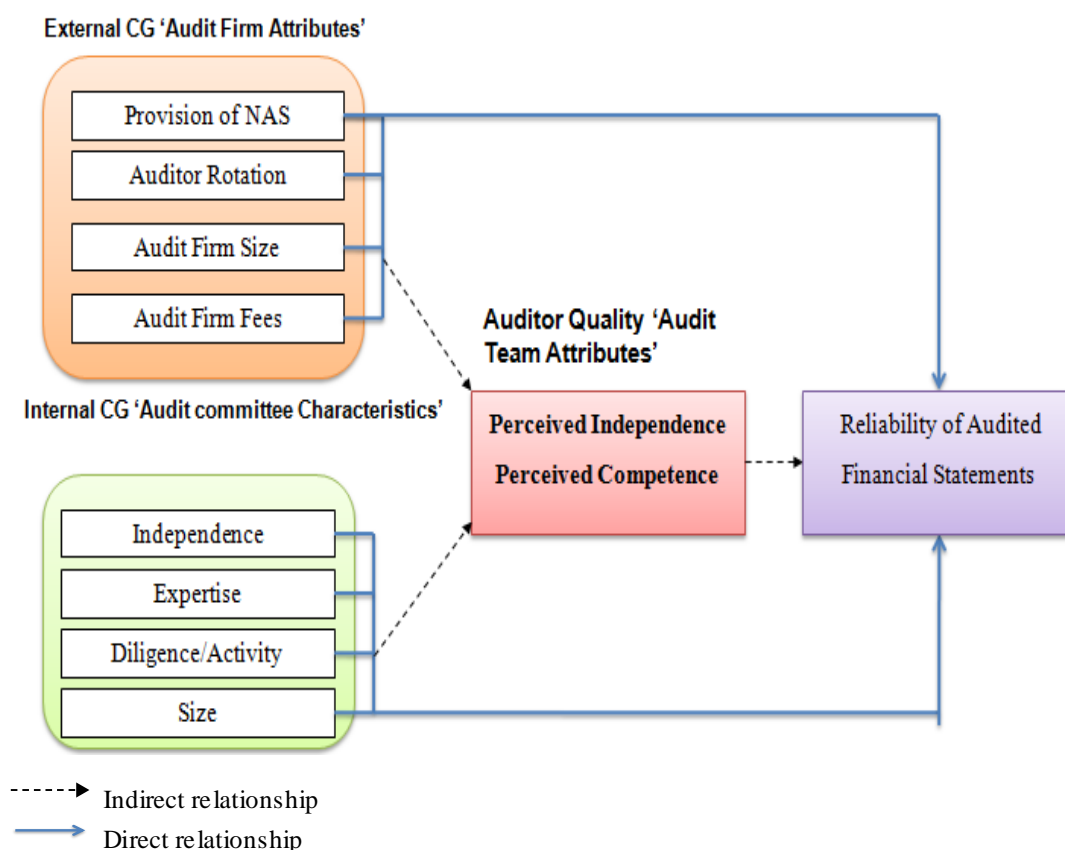 External CG 'Audit Firm Attributes'
Provision of NAS
Auditor Rotation
Audit Firm Size
Audit Firm Fees
Auditor Quality 'Audit
Team Attributes'
Internal CG 'Audit committee Characteristics'
Perceived Independence
Perceived Competence
Reliability of Audited
Financial Statements
Independence
Expertise
Diligence/Activity
Size
Indirect relationship
Direct relationship